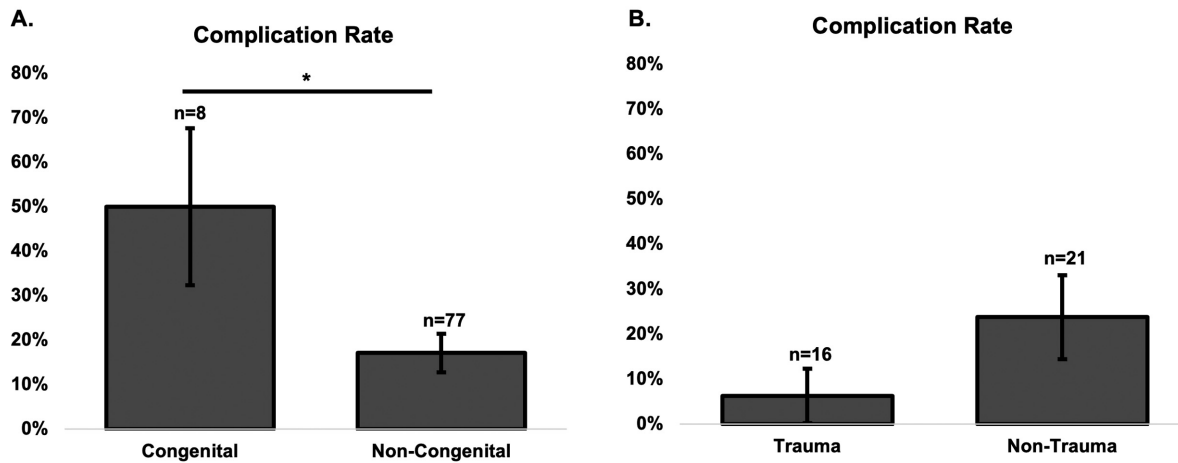 A.
Complication Rate
80%
70%
60%
50%
40%
30%
20%
10%
0%
*
n=8
n=77
Congenital
Non-Congenital
B.
Complication Rate
80%
70%
60%
50%
40%
30%
20%
10%
0%
n=16
n=21
Trauma
Non-Trauma